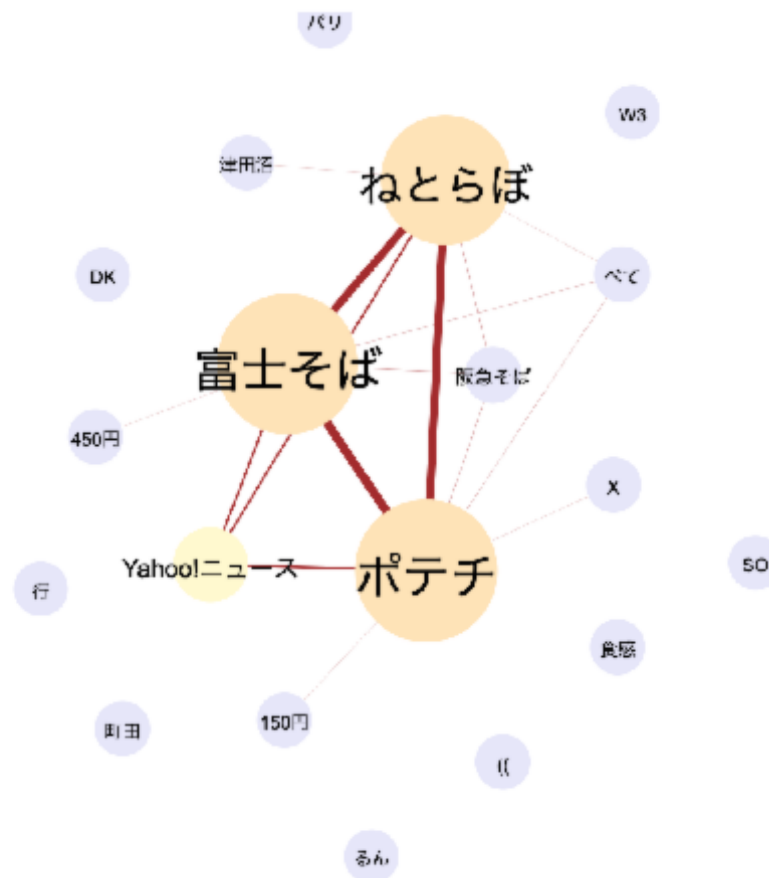 パリ
W3
津田沼
ねとらぼ
DK
べて
富士そば
阪急そば
450円
X
Yahoo!ニュース
ポテチ
SO
行
食感
150円
町田
((
るん